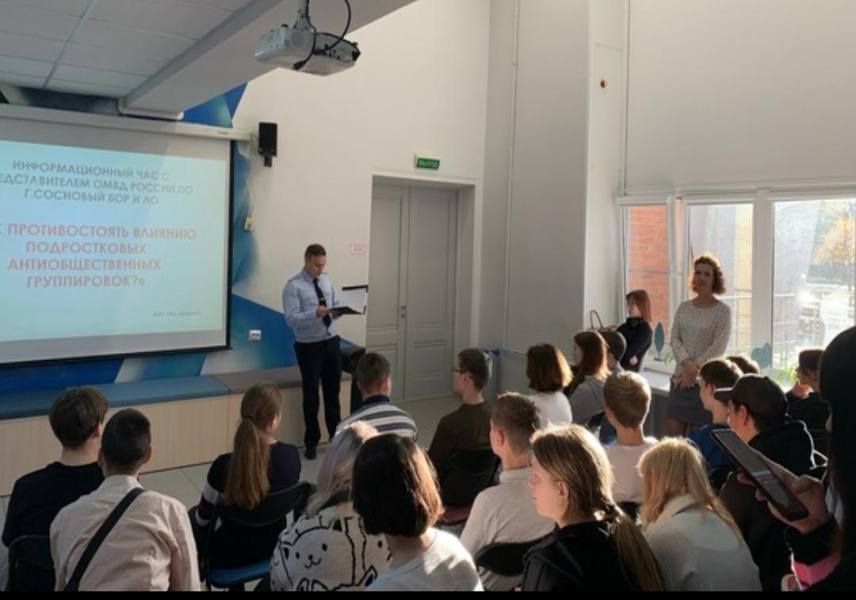 ИНФОРМАЦИОННЫЙ ЧАС С
ЕДСТАВИТЕЛЕМ ОМВД РОССИИ ПО
Г.СОСНОВЫЙ БОР И ЛО
ПРОТИВОСТОЯТЬ ВЛИЯНИЮ
ПОДРОСТКОВЫХ
АНТИОБЩЕСТВЕННЫХ
ГРУППИРОВОК?»
ВЫХОД